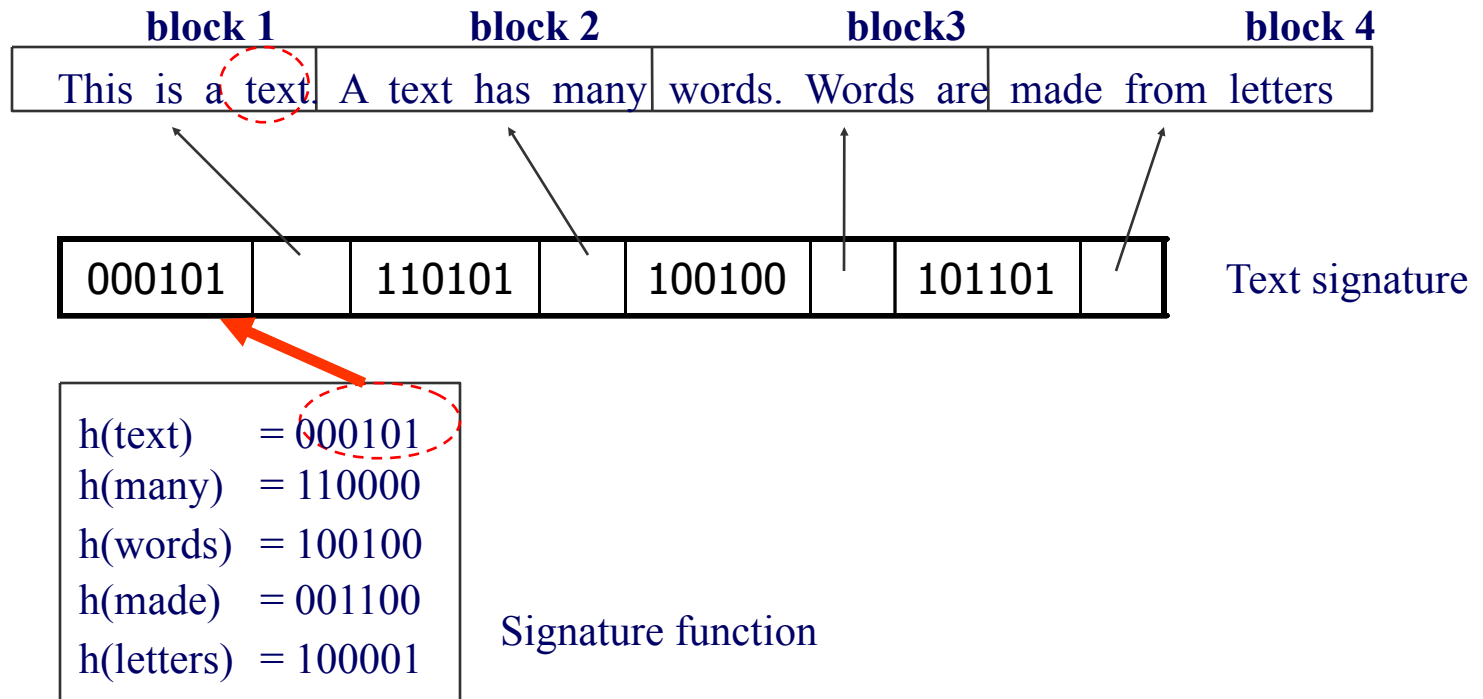 block 1 block 2 block3 block 4
This is a text. A text has many words. Words are made from letters
000101 110101 100100 101101 Text signature
h(text) = 000101
h(many) = 110000
h(words) = 100100
h(made) = 001100
Signature function
h(letters) = 100001